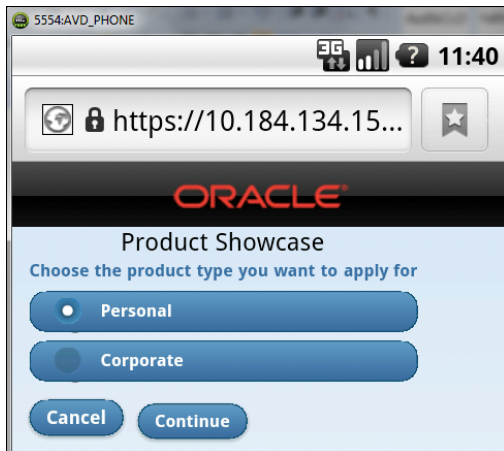 5554:AVD_PHONE
3G ? 11:40
https://10.184.134.15...
ORACLE®
Product Showcase
Choose the product type you want to apply for
Personal
Corporate
Cancel Continue